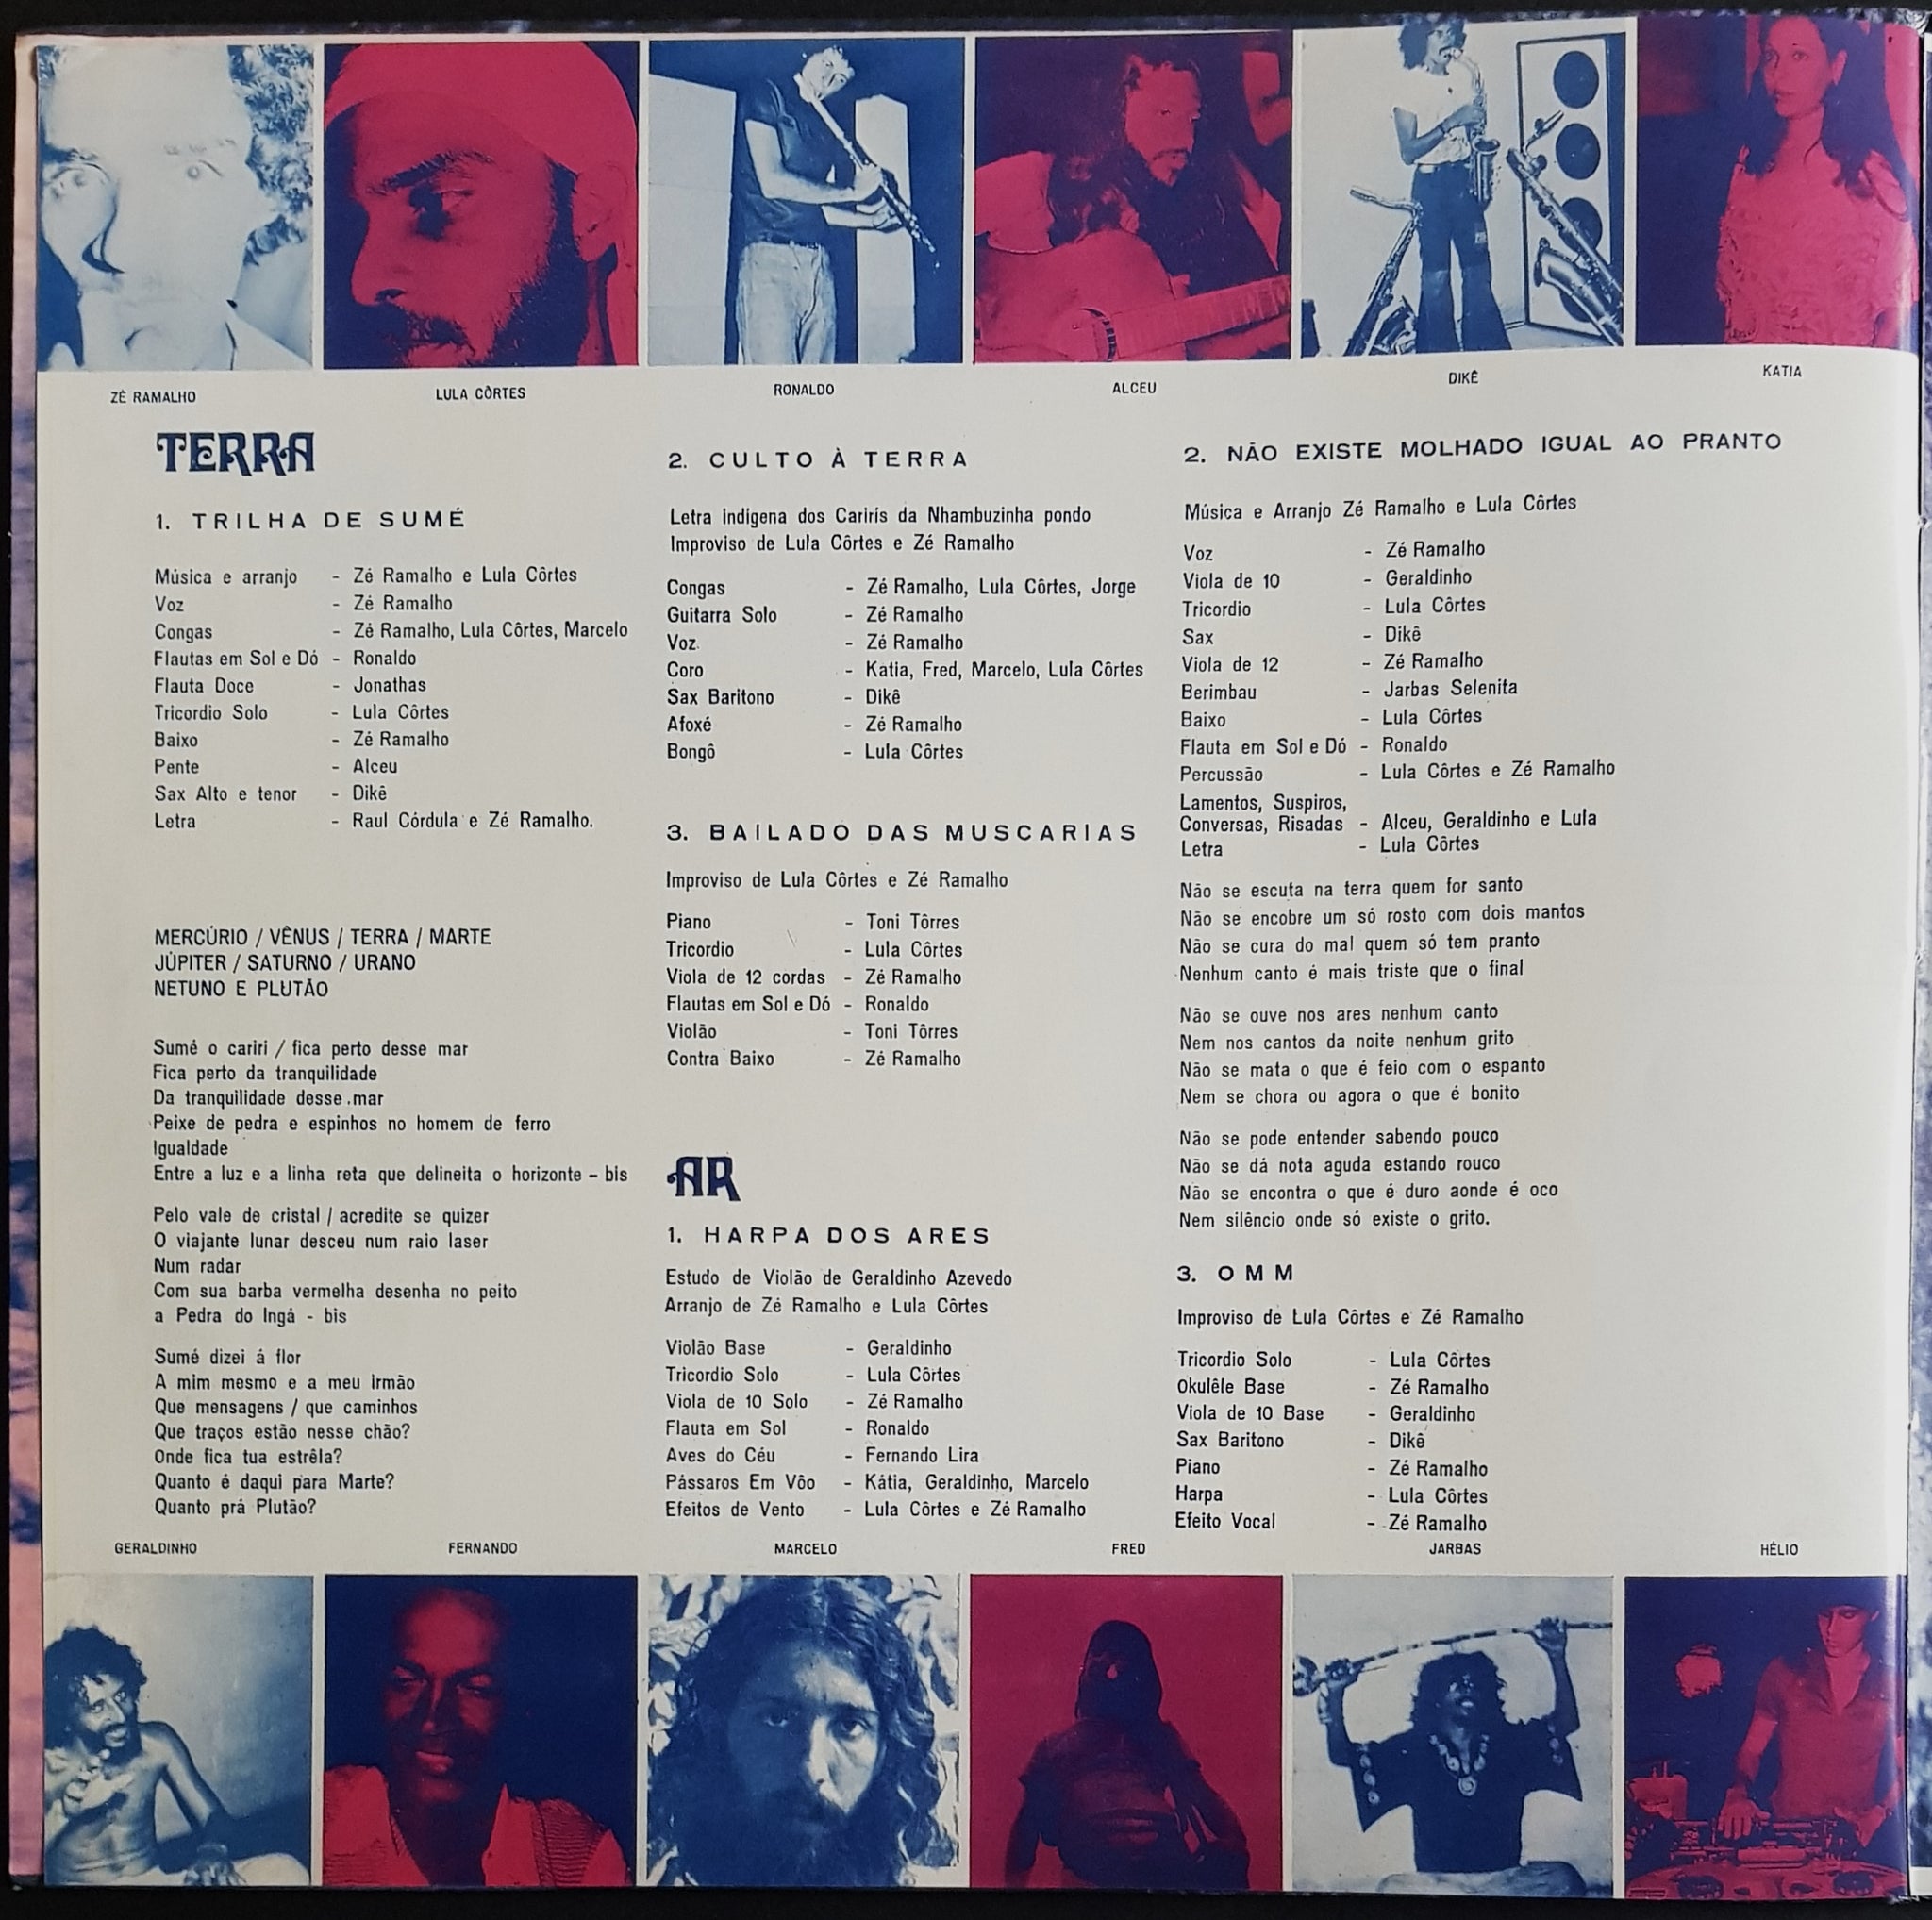 ZÉ RAMALHO
LULA CÔRTES
RONALDO
ALCEU
DIKÊ
KATIA
TERRA
1. TRILHA DE SUMÉ
Música e arranjo - Zé Ramalho e Lula Côrtes
Voz - Zé Ramalho
Congas - Zé Ramalho, Lula Côrtes, Marcelo
Flautas em Sol e Dó - Ronaldo
Flauta Doce - Jonathas
Tricordio Solo - Lula Côrtes
Baixo - Zé Ramalho
Pente - Alceu
Sax Alto e tenor - Dikê
Letra - Raul Córdula e Zé Ramalho.
MERCÚRIO / VÊNUS / TERRA / MARTE
JÚPITER / SATURNO / URANO
NETUNO E PLUTÃO
Sumé o cariri / fica perto desse mar
Fica perto da tranquilidade
Da tranquilidade desse mar
Peixe de pedra e espinhos no homem de ferro
Igualdade
Entre a luz e a linha reta que delineita o horizonte - bis
Pelo vale de cristal / acredite se quizer
O viajante lunar desceu num raio laser
Num radar
Com sua barba vermelha desenha no peito
a Pedra do Ingá - bis
Sumé dizei á flor
A mim mesmo e a meu irmão
Que mensagens / que caminhos
Que traços estão nesse chão?
Onde fica tua estrêla?
Quanto é daqui para Marte?
Quanto prá Plutão?
2. CULTO À TERRA
Letra indígena dos Carirís da Nhambuzinha pondo
Improviso de Lula Côrtes e Zé Ramalho
Congas - Zé Ramalho, Lula Côrtes, Jorge
Guitarra Solo - Zé Ramalho
Voz - Zé Ramalho
Coro - Katia, Fred, Marcelo, Lula Côrtes
Sax Baritono - Dikê
Afoxé - Zé Ramalho
Bongô - Lula Côrtes
3. BAILADO DAS MUSCARIAS
Improviso de Lula Côrtes e Zé Ramalho
Piano - Toni Tôrres
Tricordio - Lula Côrtes
Viola de 12 cordas - Zé Ramalho
Flautas em Sol e Dó - Ronaldo
Violão - Toni Tôrres
Contra Baixo - Zé Ramalho
AR
1. HARPA DOS ARES
Estudo de Violão de Geraldinho Azevedo
Arranjo de Zé Ramalho e Lula Côrtes
Violão Base - Geraldinho
Tricordio Solo - Lula Côrtes
Viola de 10 Solo - Zé Ramalho
Flauta em Sol - Ronaldo
Aves do Céu - Fernando Lira
Pássaros Em Vôo - Kátia, Geraldinho, Marcelo
Efeitos de Vento - Lula Côrtes e Zé Ramalho
2. NÃO EXISTE MOLHADO IGUAL AO PRANTO
Música e Arranjo Zé Ramalho e Lula Côrtes
Voz - Zé Ramalho
Viola de 10 - Geraldinho
Tricordio - Lula Côrtes
Sax - Dikê
Viola de 12 - Zé Ramalho
Berimbau - Jarbas Selenita
Baixo - Lula Côrtes
Flauta em Sol e Dó - Ronaldo
Percussão - Lula Côrtes e Zé Ramalho
Lamentos, Suspiros,
Conversas, Risadas - Alceu, Geraldinho e Lula
Letra - Lula Côrtes
Não se escuta na terra quem for santo
Não se encobre um só rosto com dois mantos
Não se cura do mal quem só tem pranto
Nenhum canto é mais triste que o final
Não se ouve nos ares nenhum canto
Nem nos cantos da noite nenhum grito
Não se mata o que é feio com o espanto
Nem se chora ou agora o que é bonito
Não se pode entender sabendo pouco
Não se dá nota aguda estando rouco
Não se encontra o que é duro aonde é oco
Nem silêncio onde só existe o grito.
3. OMM
Improviso de Lula Côrtes e Zé Ramalho
Tricordio Solo - Lula Côrtes
Okulêle Base - Zé Ramalho
Viola de 10 Base - Geraldinho
Sax Baritono - Dikê
Piano - Zé Ramalho
Harpa - Lula Côrtes
Efeito Vocal - Zé Ramalho
GERALDINHO
FERNANDO
MARCELO
FRED
JARBAS
HÉLIO